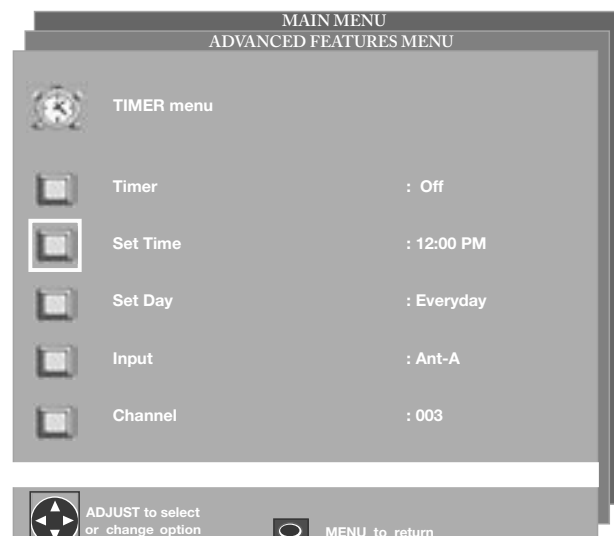 MAIN MENU
ADVANCED FEATURES MENU
TIMER menu
Timer : Off
Set Time : 12:00 PM
Set Day : Everyday
Input : Ant-A
Channel : 003
ADJUST to select
or change option
MENU to return